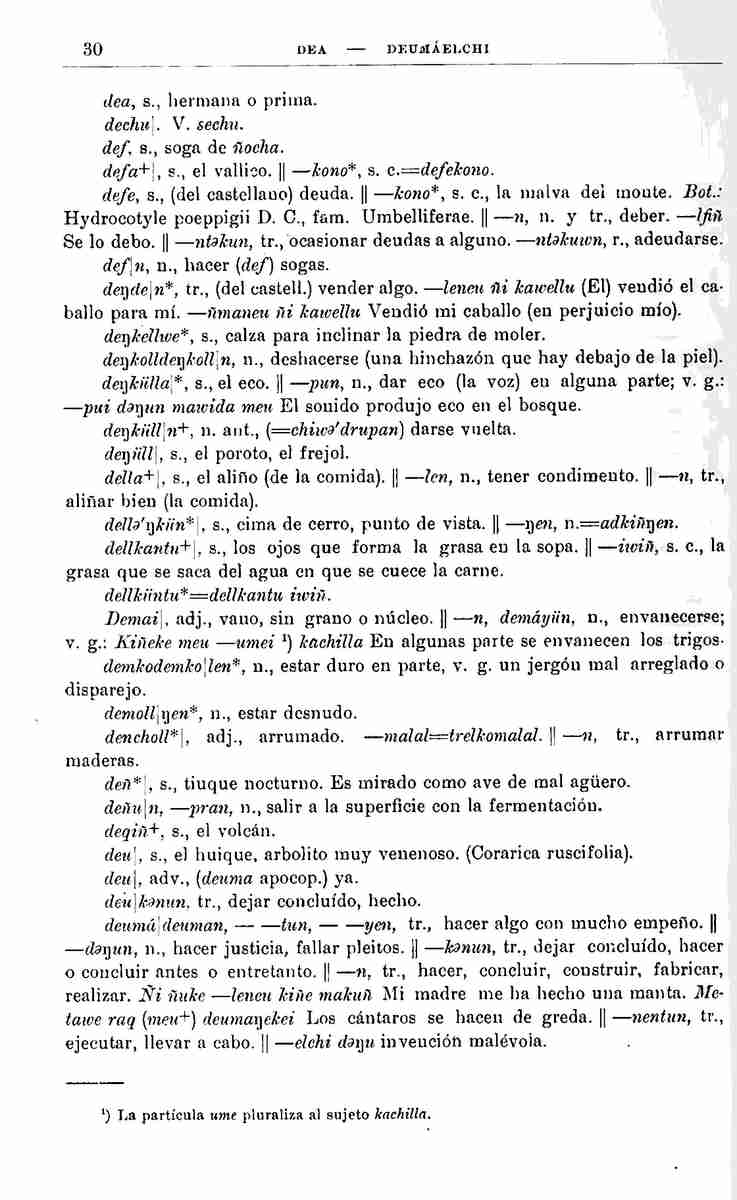 30 DEA — DEUMÁELCHI
dea, s., hermana o prima.
dechu|. V. sechu.
def, s., soga de ñocha.
defa+|, s., el vallico. || —kono*, s. c.=defekono.
defe, s., (del castellano) deuda. || —kono*, s. c., la malva del monte. Bot.:
Hydrocotyle poeppigii D. C., fam. Umbelliferae. || —n, n. y tr., deber. —lfiñ
Se lo debo. || —ntəkun, tr., ocasionar deudas a alguno. —ntəkuwn, r., adeudarse.
def|n, n., hacer (def) sogas.
deŋde|n*, tr., (del castell.) vender algo. —leneu ñi kawellu (El) vendió el ca-
ballo para mí. —ñmaneu ñi kawellu Vendió mi caballo (en perjuicio mío).
deŋkellwe*, s., calza para inclinar la piedra de moler.
deŋkolldeŋkoll|n, n., deshacerse (una hinchazón que hay debajo de la piel).
deŋkülla|*, s., el eco. || —pun, n., dar eco (la voz) en alguna parte; v. g.:
—pui dəŋun mawida meu El sonido produjo eco en el bosque.
deŋküll|n+, n. ant., (=chiwə'drupan) darse vuelta.
deŋüll|, s., el poroto, el frejol.
della+|, s., el aliño (de la comida). || —len, n., tener condimento. || —n, tr.,
aliñar bien (la comida).
dellə'ŋkün*|, s., cima de cerro, punto de vista. || —ŋen, n.=adkiñŋen.
dellkantu+|, s., los ojos que forma la grasa en la sopa. || —iwiñ, s. c., la
grasa que se saca del agua en que se cuece la carne.
dellküntu*=dellkantu iwiñ.
Demai|, adj., vano, sin grano o núcleo. || —n, demáyün, n., envanecerse;
v. g.: Kiñeke meu —umei ¹) kachilla En algunas parte se envanecen los trigos.
demkodemko|len*, n., estar duro en parte, v. g. un jergón mal arreglado o
disparejo.
demoll|ŋen*, n., estar desnudo.
dencholl*|, adj., arrumado. —malal=trelkomalal. || —n, tr., arrumar
maderas.
deñ*|, s., tiuque nocturno. Es mirado como ave de mal agüero.
deñu|n, —pran, n., salir a la superficie con la fermentación.
deqiñ+, s., el volcán.
deu|, s., el huique, arbolito muy venenoso. (Corarica ruscifolia).
deu|, adv., (deuma apocop.) ya.
deu|kənun, tr., dejar concluído, hecho.
deumá|deuman, — —tun, — —yen, tr., hacer algo con mucho empeño. ||
—dəŋun, n., hacer justicia, fallar pleitos. || —kənun, tr., dejar concluído, hacer
o concluir antes o entretanto. || —n, tr., hacer, concluir, construir, fabricar,
realizar. Ñi ñuke —leneu kiñe makuñ Mi madre me ha hecho una manta. Me-
tawe raq (meu+) deumaŋekei Los cántaros se hacen de greda. || —nentun, tr.,
ejecutar, llevar a cabo. || —elchi dəŋu invención malévola.
¹) La partícula ume pluraliza al sujeto kachilla.